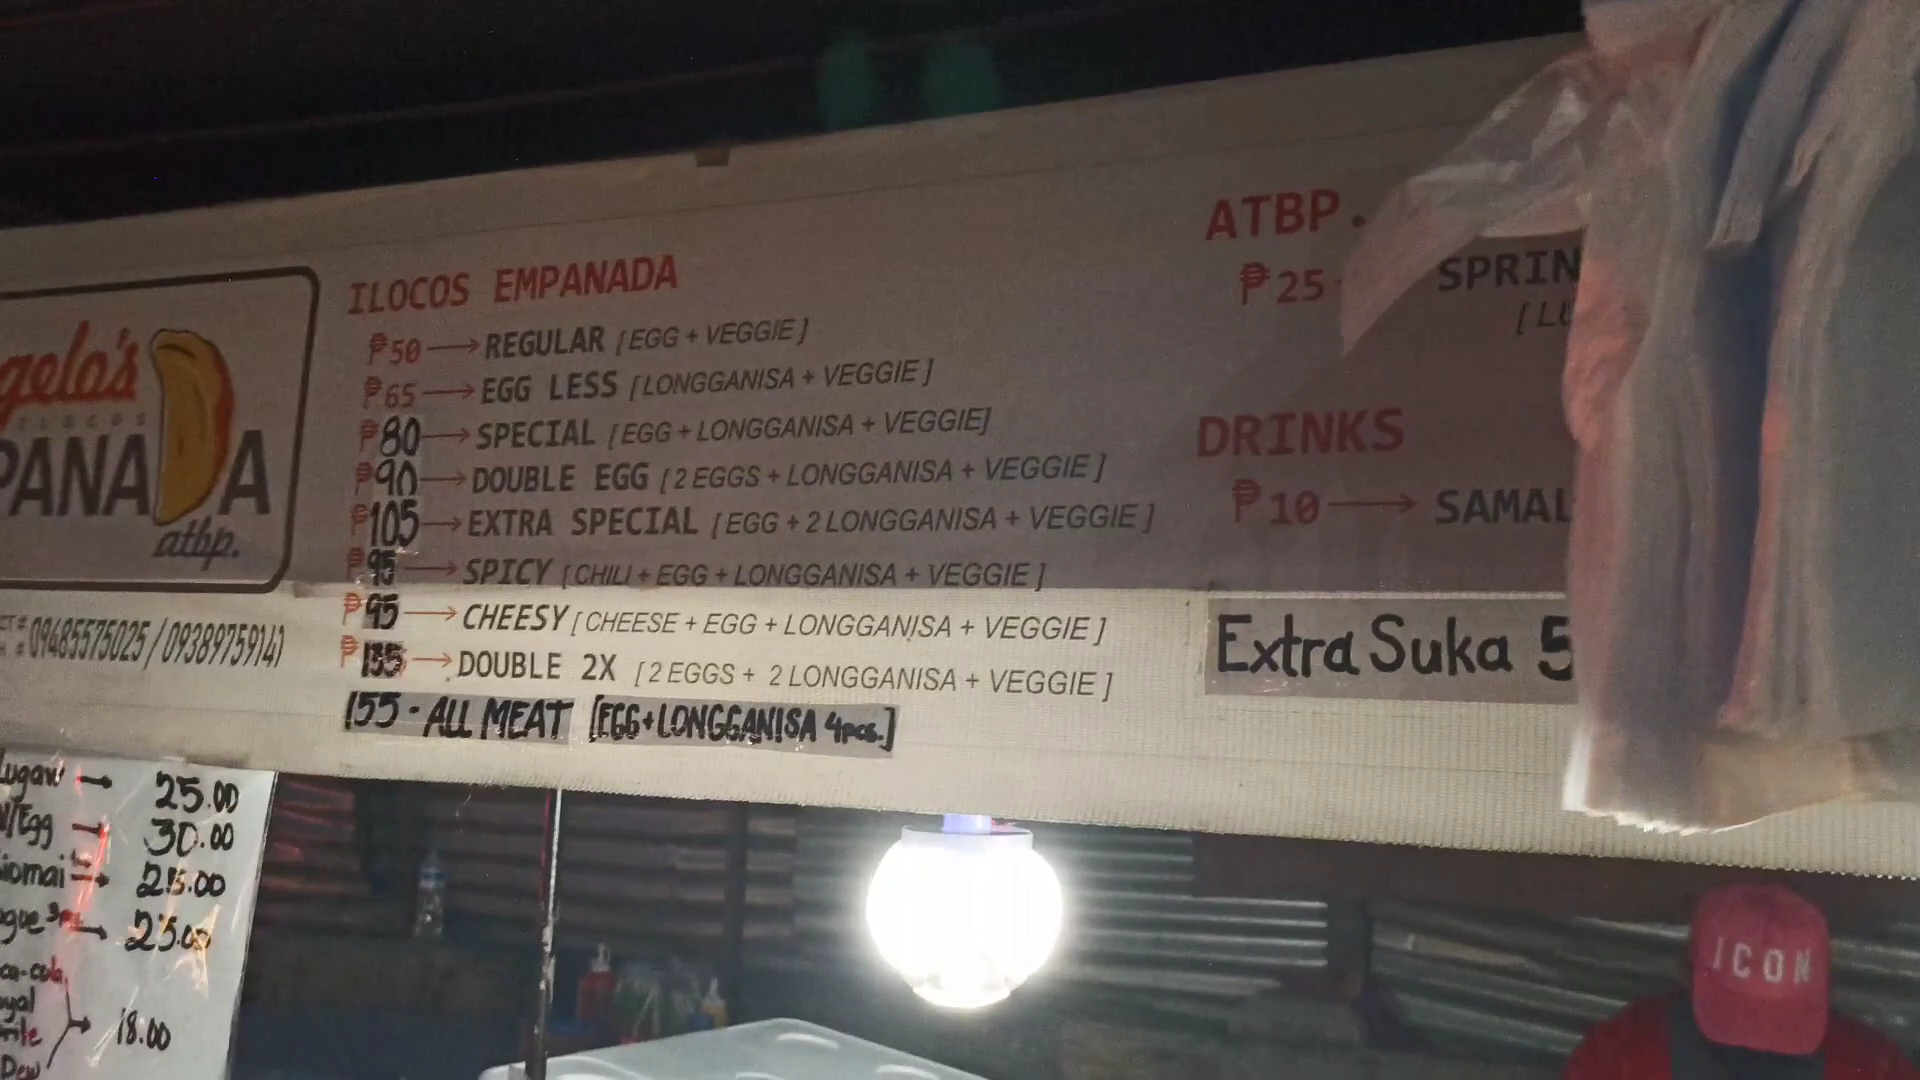 gela's
ILOCOS
PANADA
atbp.
09485575025 / 09389759141
ILOCOS EMPANADA
₱50 → REGULAR [EGG + VEGGIE]
₱65 → EGG LESS [LONGGANISA + VEGGIE]
₱80 → SPECIAL [EGG + LONGGANISA + VEGGIE]
₱90 → DOUBLE EGG [2 EGGS + LONGGANISA + VEGGIE]
₱105 → EXTRA SPECIAL [EGG + 2 LONGGANISA + VEGGIE]
₱95 → SPICY [CHILI + EGG + LONGGANISA + VEGGIE]
₱95 → CHEESY [CHEESE + EGG + LONGGANISA + VEGGIE]
₱135 → DOUBLE 2X [2 EGGS + 2 LONGGANISA + VEGGIE]
155 - ALL MEAT [EGG+LONGGANISA 4pcs.]
ATBP.
₱25 SPRIN
[LU
DRINKS
₱10 → SAMAL
Extra Suka 5
Lugaw → 25.00
W/Egg → 30.00
iomai → 25.00
gue → 25.00
ca-cola
oyal
rite → 18.00
Dew
ICON